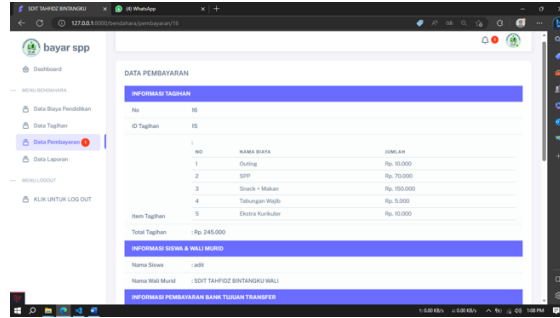 SDIT TAHFIDZ BINTANGKU
(4) WhatsApp
127.0.0.1:8000/bendahara/pembayaran/16
bayar spp
Dashboard
MENU BENDAHARA
Data Biaya Pendidikan
Data Tagihan
Data Pembayaran 1
Data Laporan
MENU LOGOUT
KLIK UNTUK LOG OUT
DATA PEMBAYARAN
INFORMASI TAGIHAN
No 16
ID Tagihan 15
NO NAMA BIAYA JUMLAH
1 Outing Rp. 10.000
2 SPP Rp. 70.000
3 Snack + Makan Rp. 150.000
4 Tabungan Wajib Rp. 5.000
5 Ekstra Kurikuler Rp. 10.000
Item Tagihan
Total Tagihan : Rp. 245.000
INFORMASI SISWA & WALI MURID
Nama Siswa : adit
Nama Wali Murid : SDIT TAHFIDZ BINTANGKU WALI
INFORMASI PEMBAYARAN BANK TUJUAN TRANSFER
1:48 PM